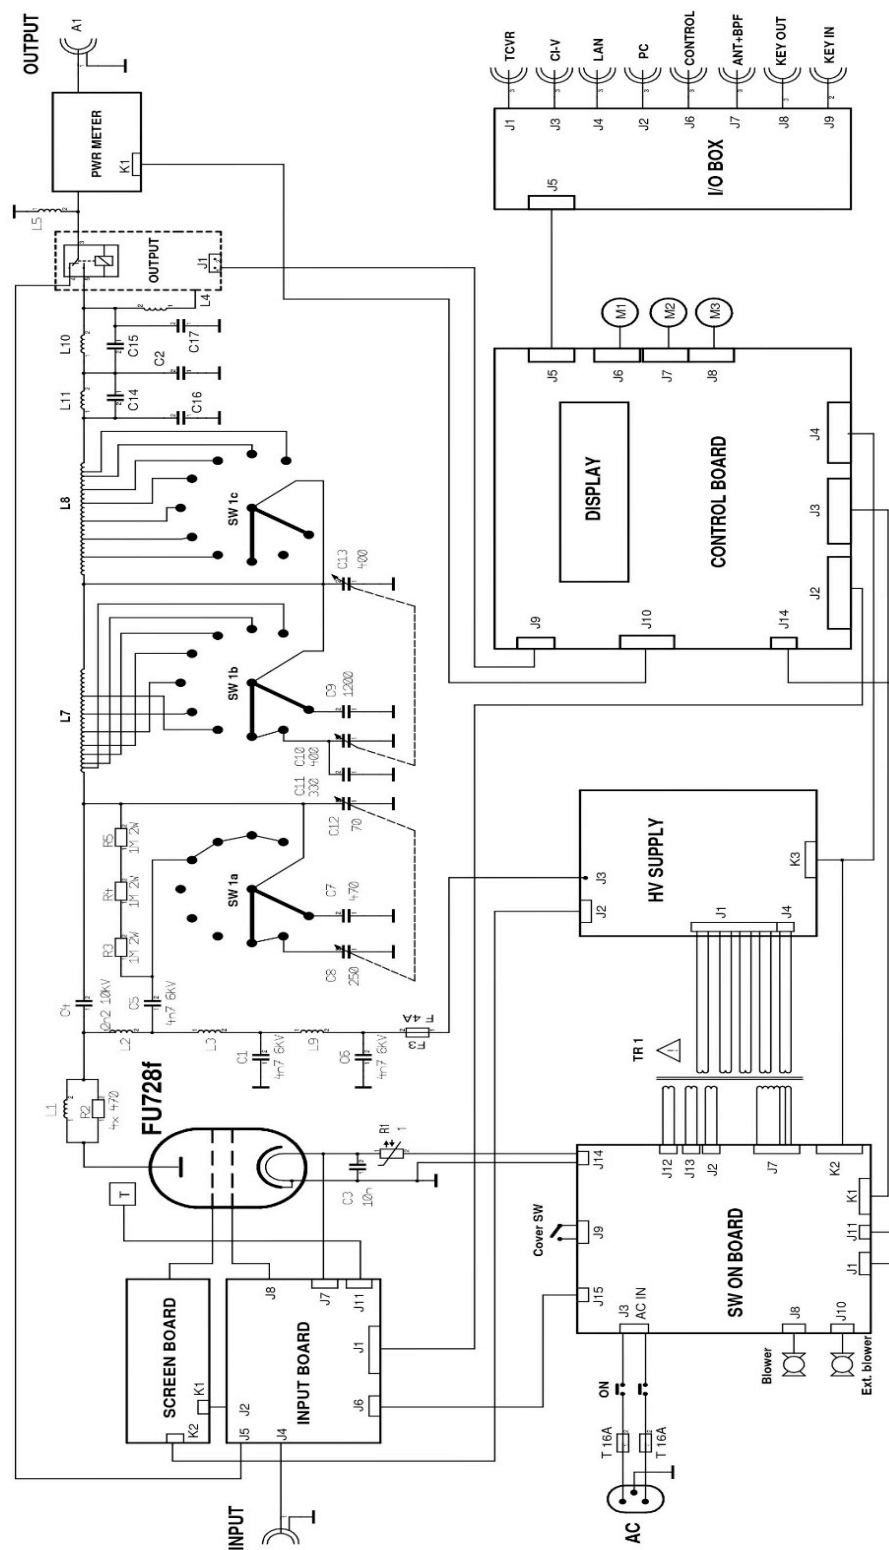 OUTPUT
A1
PWR METER
K1
L5
OUTPUT
J1
L4
L10
C15
C17
C2
L11
C14
C16
L8
SW 1c
C13
400
L7
SW 1b
C9
1200
C10
400
C11
330
C12
70
R5
1M 2W
R4
1M 2W
R3
1M 2W
SW 1a
C7
470
C8
250
C4
2n2 10KV
C5
4n7 6KV
L2
L3
C1
4n7 6KV
L9
C6
4n7 6KV
F3
T 4A
L1
R2
4x 470
FU728f
T
C3
10n
R1
1
SCREEN BOARD
K1
K2
INPUT BOARD
J2
J5
J4
J8
J7
J11
J1
J6
INPUT
TCVR
CI-V
LAN
PC
CONTROL
ANT+BPF
KEY OUT
KEY IN
J1
J3
J4
J2
J6
J7
J8
J9
I/O BOX
J5
J5
J6
J7
J8
M1
M2
M3
DISPLAY
CONTROL BOARD
J4
J3
J2
J9
J10
J14
HV SUPPLY
J3
J2
K3
J1
J4
TR 1
J12
J13
J2
J7
K2
J14
J9
Cover SW
J15
SW ON BOARD
K1
J11
J1
J3
AC IN
J8
J10
Blower
Ext. blower
ON
T 16A
T 16A
AC